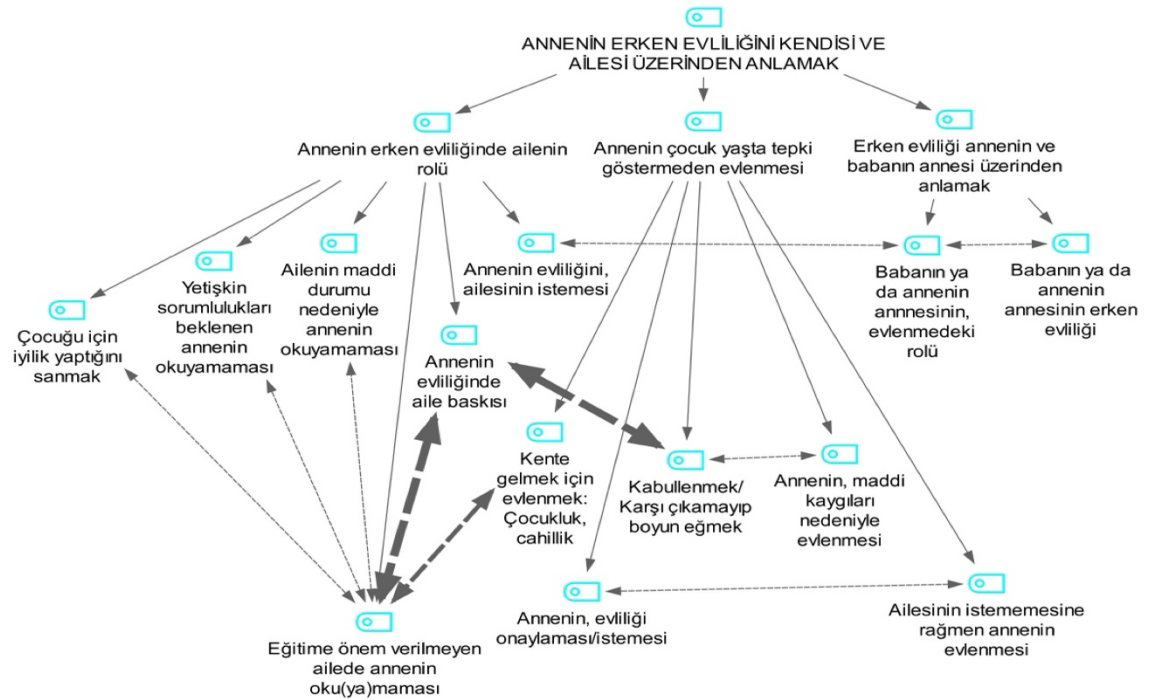 ANNENİN ERKEN EVLİLİĞİNİ KENDİSİ VE
AİLESİ ÜZERİNDEN ANLAMAK
Annenin erken evliliğinde ailenin
rolü
Annenin çocuk yaşta tepki
göstermeden evlenmesi
Erken evliliği annenin ve
babanın annesi üzerinden
anlamak
Çocuğu için
iyilik yaptığını
sanmak
Yetişkin
sorumlulukları
beklenen
annenin
okuyamaması
Ailenin maddi
durumu
nedeniyle
annenin
okuyamaması
Annenin
evliliğinde
aile baskısı
Annenin evliliğini,
ailesinin istemesi
Babanın ya
da annenin
annnesinin,
evlenmedeki
rolü
Babanın ya da
annenin
annesinin erken
evliliği
Kente
gelmek için
evlenmek:
Çocukluk,
cahillik
Kabullenmek/
Karşı çıkamayıp
boyun eğmek
Annenin, maddi
kaygıları
nedeniyle
evlenmesi
Eğitime önem verilmeyen
ailede annenin
oku(ya)maması
Annenin, evliliği
onaylaması/istemesi
Ailesinin istememesine
rağmen annenin
evlenmesi